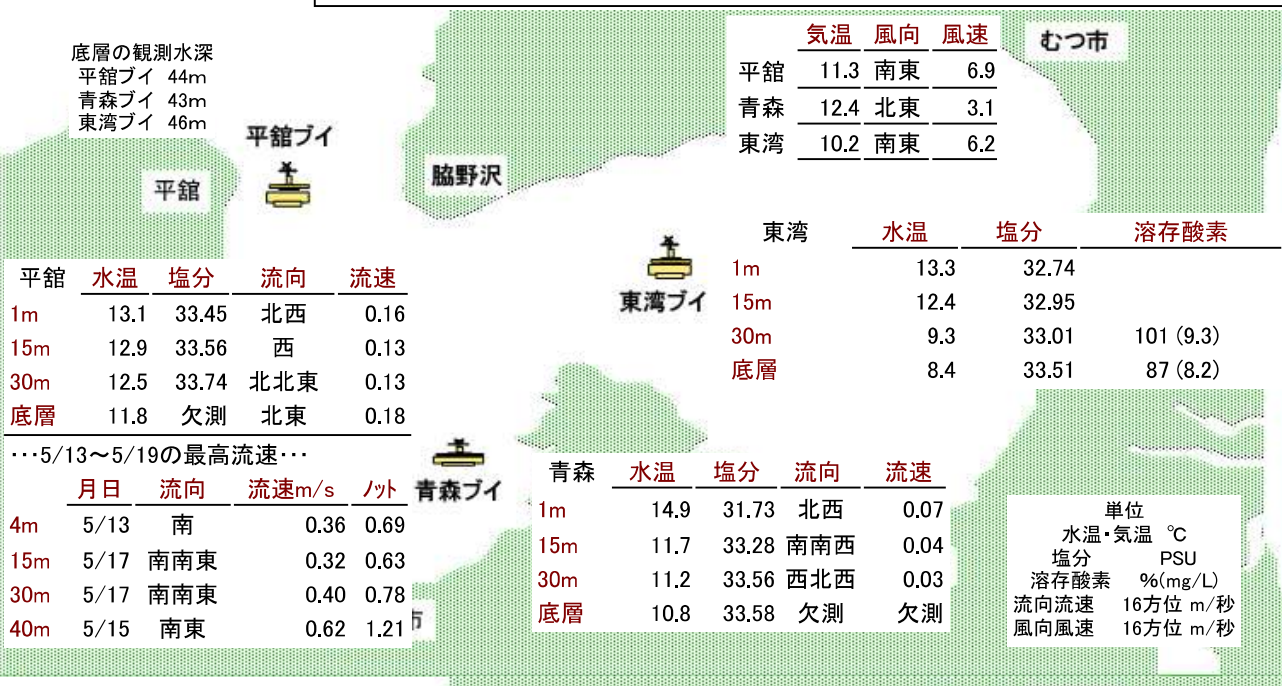 底層の観測水深
平舘ブイ 44m
青森ブイ 43m
東湾ブイ 46m
気温 風向 風速
平舘 11.3 南東 6.9
青森 12.4 北東 3.1
東湾 10.2 南東 6.2
むつ市
平舘ブイ
平舘
脇野沢
東湾ブイ
東湾 水温 塩分 溶存酸素
1m 13.3 32.74
15m 12.4 32.95
30m 9.3 33.01 101 (9.3)
底層 8.4 33.51 87 (8.2)
平舘 水温 塩分 流向 流速
1m 13.1 33.45 北西 0.16
15m 12.9 33.56 西 0.13
30m 12.5 33.74 北北東 0.13
底層 11.8 欠測 北東 0.18
･･･5/13～5/19の最高流速･･･
月日 流向 流速m/s ﾉｯﾄ
4m 5/13 南 0.36 0.69
15m 5/17 南南東 0.32 0.63
30m 5/17 南南東 0.40 0.78
40m 5/15 南東 0.62 1.21
市
青森ブイ
青森 水温 塩分 流向 流速
1m 14.9 31.73 北西 0.07
15m 11.7 33.28 南南西 0.04
30m 11.2 33.56 西北西 0.03
底層 10.8 33.58 欠測 欠測
単位
水温・気温 ℃
塩分 PSU
溶存酸素 %(mg/L)
流向流速 16方位 m/秒
風向風速 16方位 m/秒